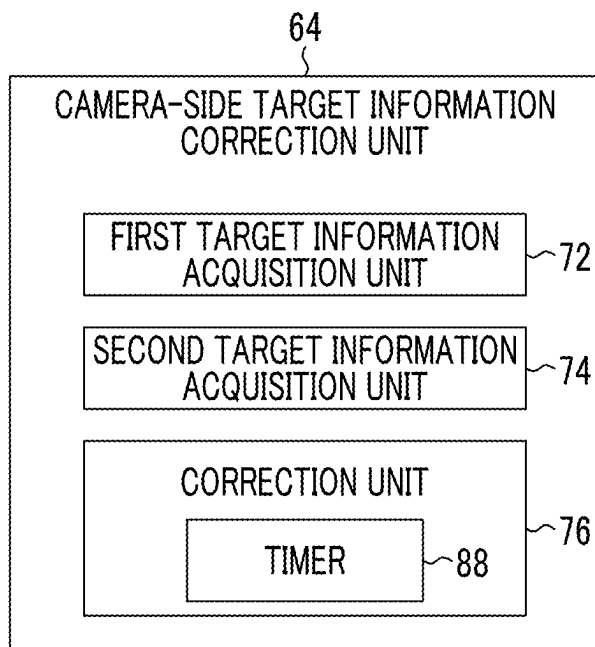 64
CAMERA-SIDE TARGET INFORMATION
CORRECTION UNIT
FIRST TARGET INFORMATION
ACQUISITION UNIT
72
SECOND TARGET INFORMATION
ACQUISITION UNIT
74
CORRECTION UNIT
76
TIMER
88